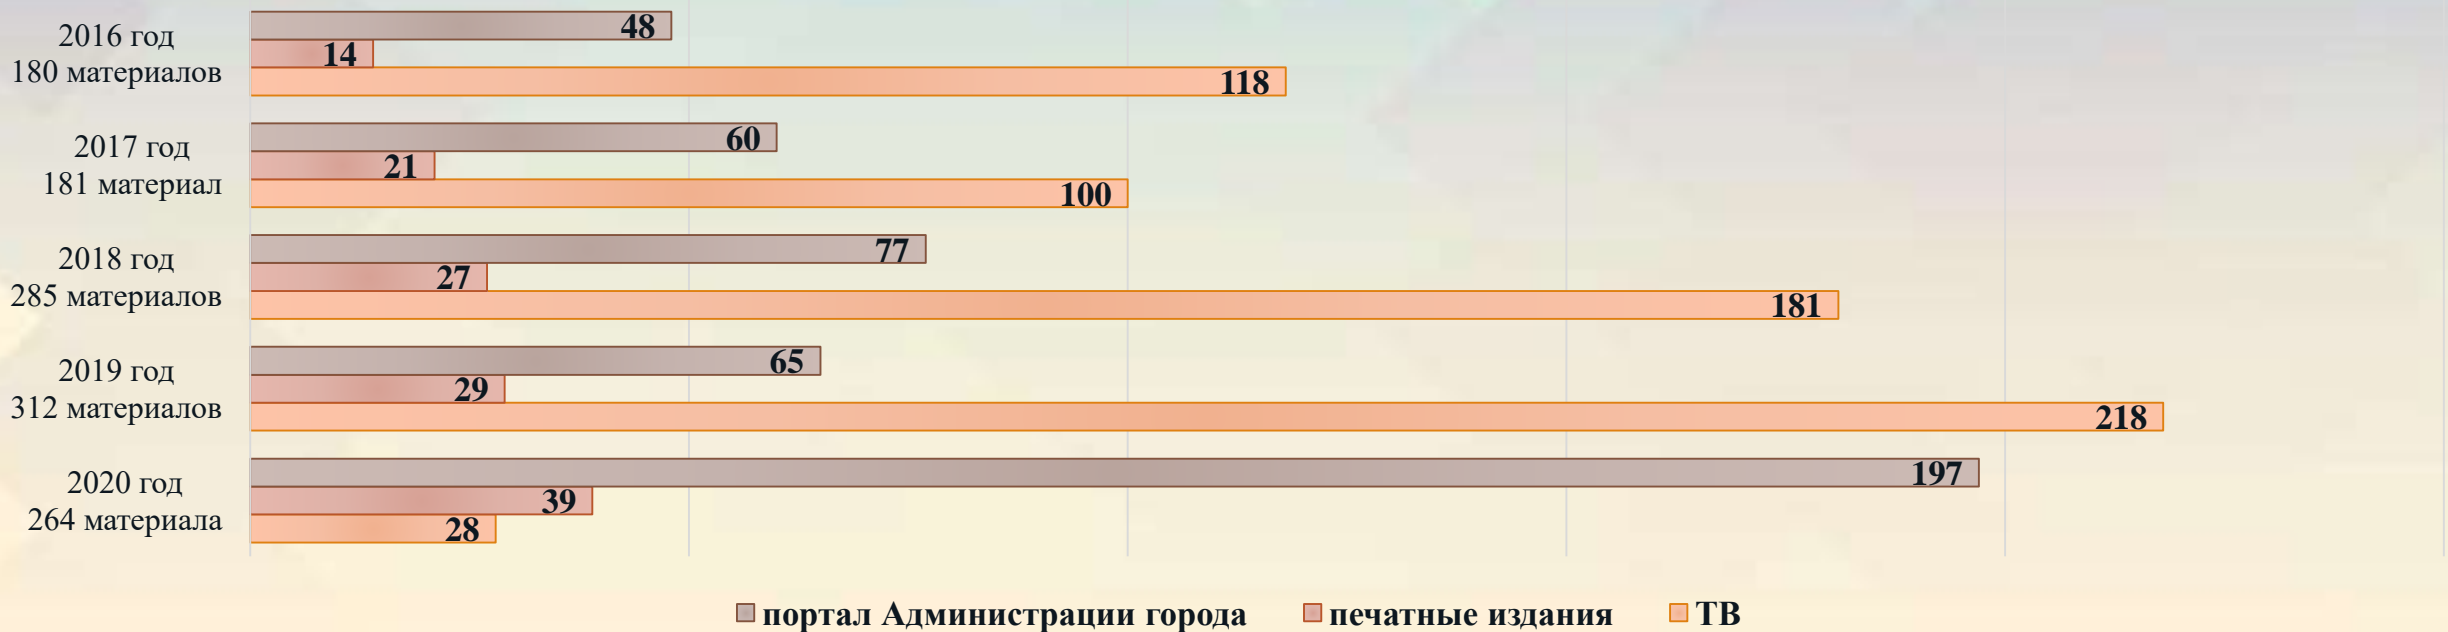 2016 год
180 материалов
48
14
118
2017 год
181 материал
60
21
100
2018 год
285 материалов
77
27
181
2019 год
312 материалов
65
29
218
2020 год
264 материала
197
39
28
портал Администрации города
печатные издания
ТВ